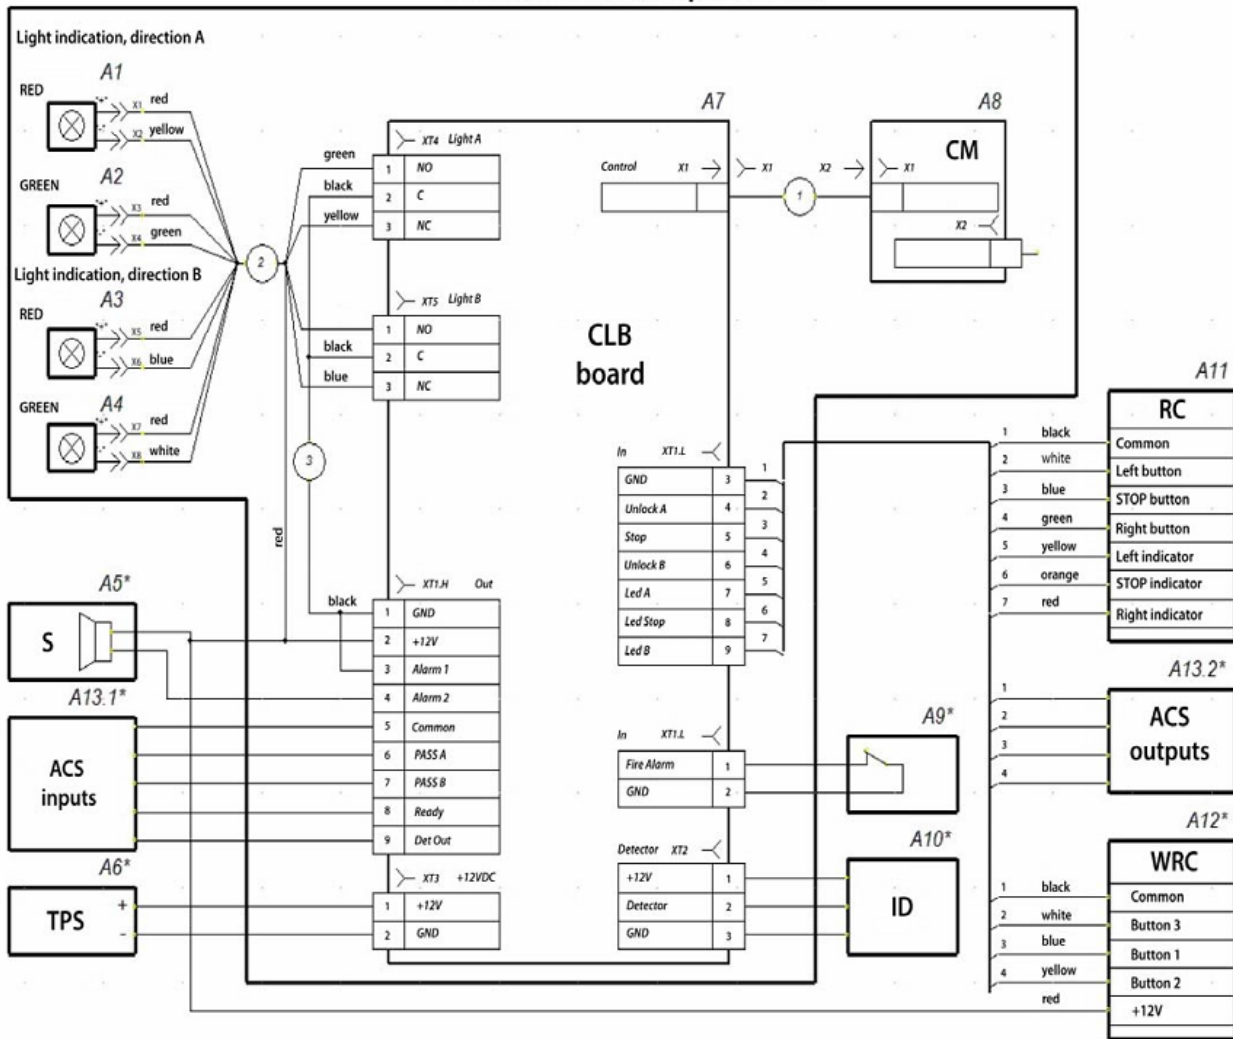 Light indication, direction A
A1
RED
X1 red
X2 yellow
A2
GREEN
X3 red
X4 green
Light indication, direction B
A3
RED
X5 red
X6 blue
A4
GREEN
X7 red
X8 white
2
green
black
yellow
black
blue
3
red
black
A7
XT4 Light A
1 NO
2 C
3 NC
XT5 Light B
1 NO
2 C
3 NC
CLB
board
Control X1 X1 X2 X1
1
A8
CM
X2
XT1.H Out
1 GND
2 +12V
3 Alarm 1
4 Alarm 2
5 Common
6 PASS A
7 PASS B
8 Ready
9 Det Out
XT3 +12VDC
1 +12V
2 GND
In XT1.L
GND 3 1
Unlock A 4 2
Stop 5 3
Unlock B 6 4
Led A 7 5
Led Stop 8 6
Led B 9 7
In XT1.L
Fire Alarm 1
GND 2
Detector XT2
+12V 1
Detector 2
GND 3
A5*
S
A13.1*
ACS
inputs
A6*
TPS
+
-
A9*
A10*
ID
A11
RC
1 black Common
2 white Left button
3 blue STOP button
4 green Right button
5 yellow Left indicator
6 orange STOP indicator
7 red Right indicator
A13.2*
1
2
3
4
ACS
outputs
A12*
WRC
1 black Common
2 white Button 3
3 blue Button 1
4 yellow Button 2
red +12V